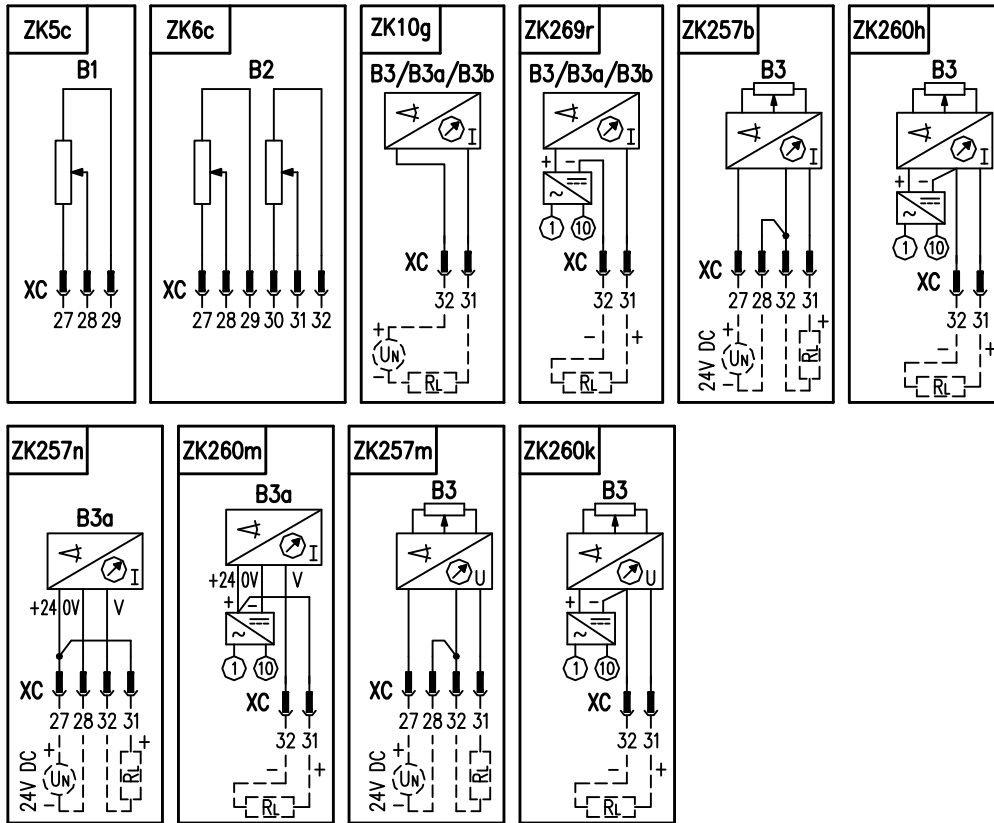 ZK5c
B1
XC
27 28 29
ZK6c
B2
XC
27 28 29 30 31 32
ZK10g
B3/B3a/B3b
I
XC
32 31
+
UN
-
RL
ZK269r
B3/B3a/B3b
I
+ -
~
1 10
XC
32 31
- +
RL
ZK257b
B3
I
XC
27 28 32 31
24V DC
+ +
UN
-
RL
ZK260h
B3
I
+ -
~
1 10
XC
32 31
- +
RL
ZK257n
B3a
I
+24 0V V
XC
27 28 32 31
24V DC
+ +
UN
-
RL
ZK260m
B3a
I
+24 0V V
+ -
~
1 10
XC
32 31
- +
RL
ZK257m
B3
U
XC
27 28 32 31
24V DC
+ +
UN
-
RL
ZK260k
B3
U
+ -
~
1 10
XC
32 31
- +
RL